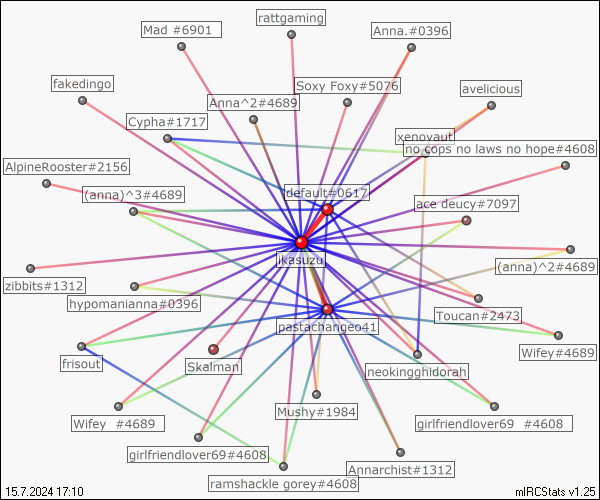 rattgaming
Mad #6901
Anna.#0396
fakedingo
Soxy Foxy#5076
avelicious
Anna^2#4689
Cypha#1717
xenovaut
no cops no laws no hope#4608
AlpineRooster#2156
(anna)^3#4689
!default#0617
ace deucy#7097
ikasuzu
(anna)^2#4689
zibbits#1312
hypomanianna#0396
Toucan#2473
pastachangeo41
Wifey#4689
frisout
Skalman
neokingghidorah
Mushy#1984
Wifey #4689
girlfriendlover69 #4608
girlfriendlover69#4608
Annarchist#1312
ramshackle gorey#4608
15.7.2024 17:10
mIRCStats v1.25